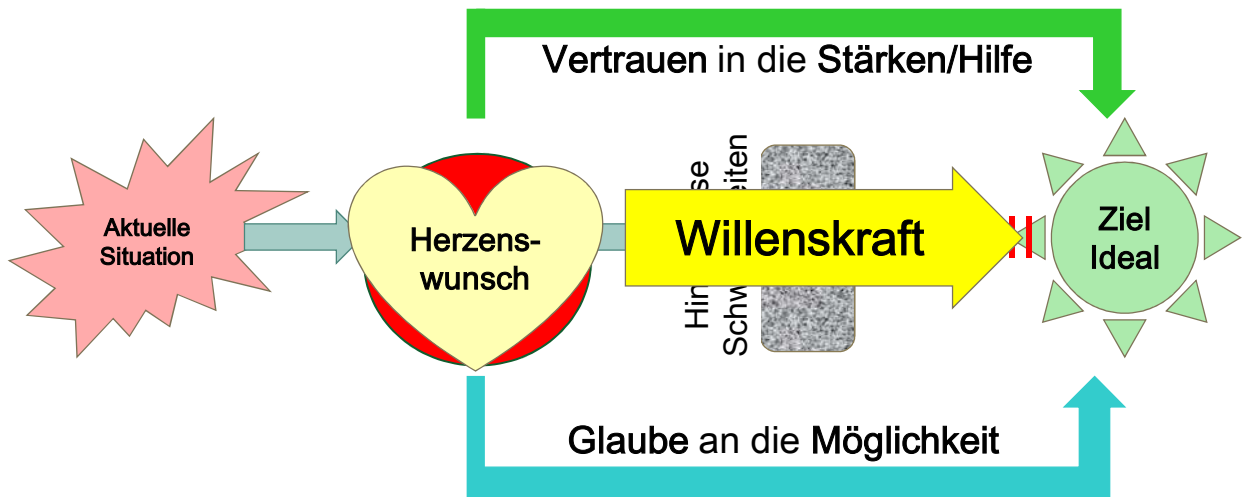 Vertrauen in die Stärken/Hilfe
Aktuelle
Situation
Herzens-
wunsch
Willenskraft
Ziel
Ideal
Glaube an die Möglichkeit